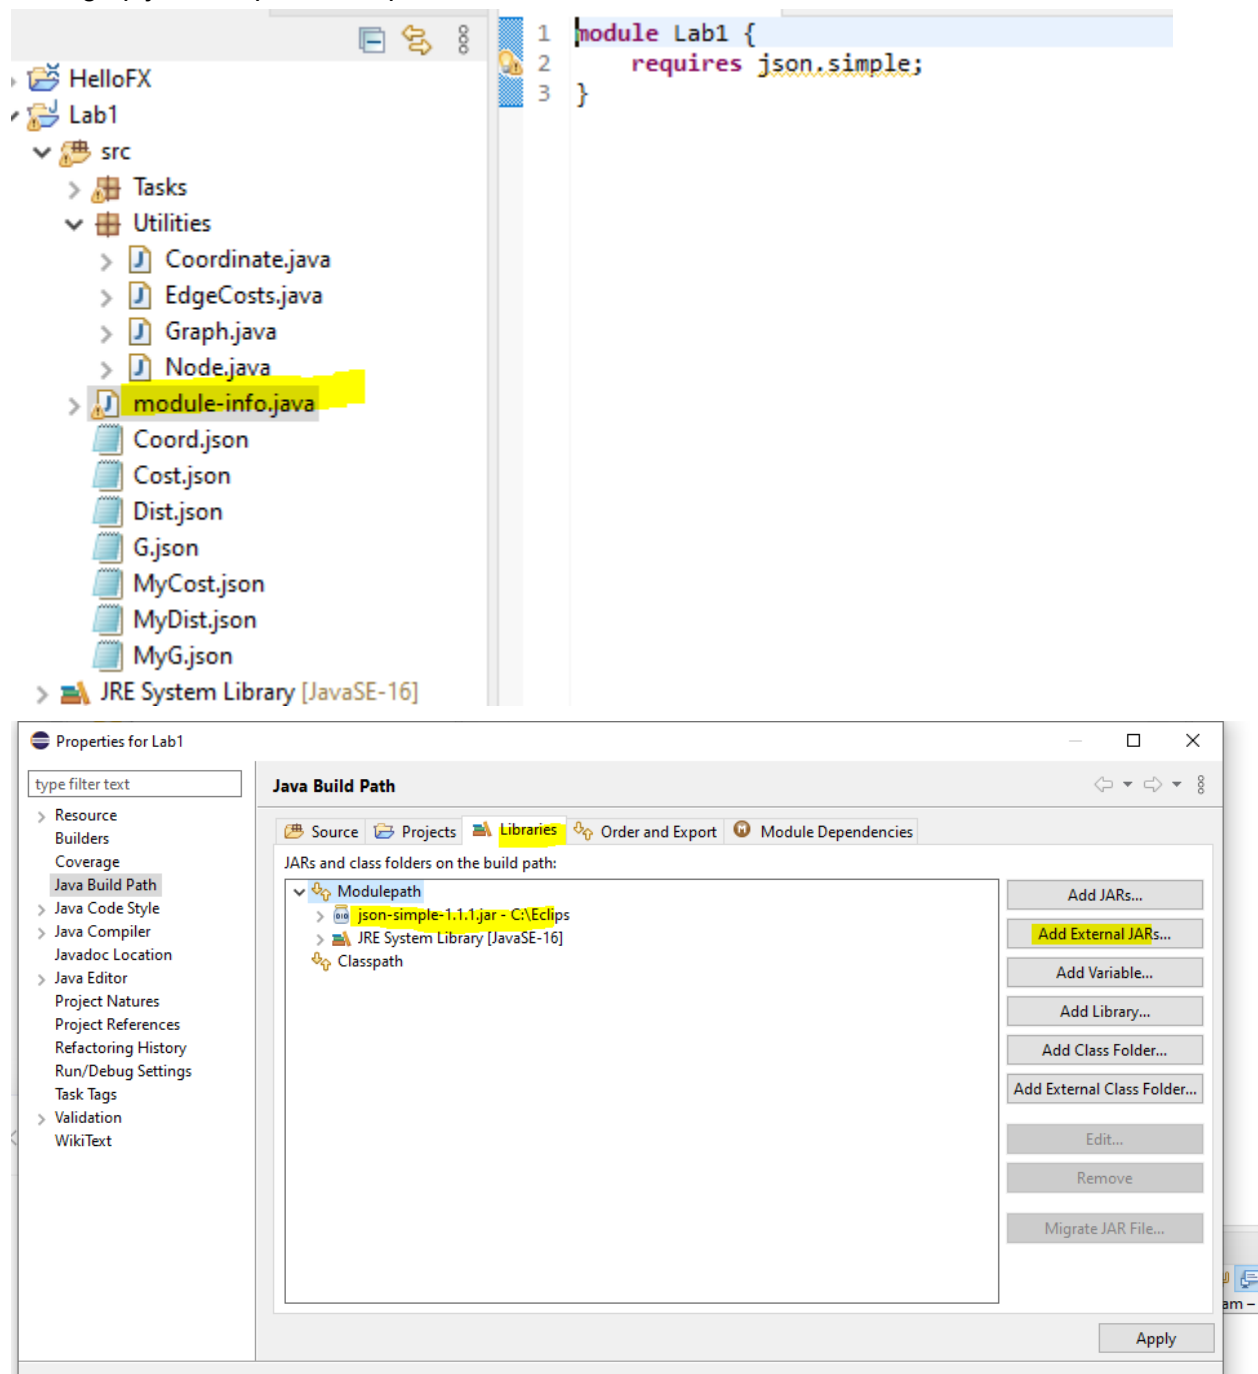 HelloFX
Lab1
src
Tasks
Utilities
Coordinate.java
EdgeCosts.java
Graph.java
Node.java
module-info.java
Coord.json
Cost.json
Dist.json
G.json
MyCost.json
MyDist.json
MyG.json
JRE System Library [JavaSE-16]
1 module Lab1 {
2 requires json.simple;
3 }
Properties for Lab1
type filter text
Resource
Builders
Coverage
Java Build Path
Java Code Style
Java Compiler
Javadoc Location
Java Editor
Project Natures
Project References
Refactoring History
Run/Debug Settings
Task Tags
Validation
WikiText
Java Build Path
Source Projects Libraries Order and Export Module Dependencies
JARs and class folders on the build path:
Modulepath
json-simple-1.1.1.jar - C:\Eclips
JRE System Library [JavaSE-16]
Classpath
Add JARs...
Add External JARs...
Add Variable...
Add Library...
Add Class Folder...
Add External Class Folder...
Edit...
Remove
Migrate JAR File...
Apply
am –